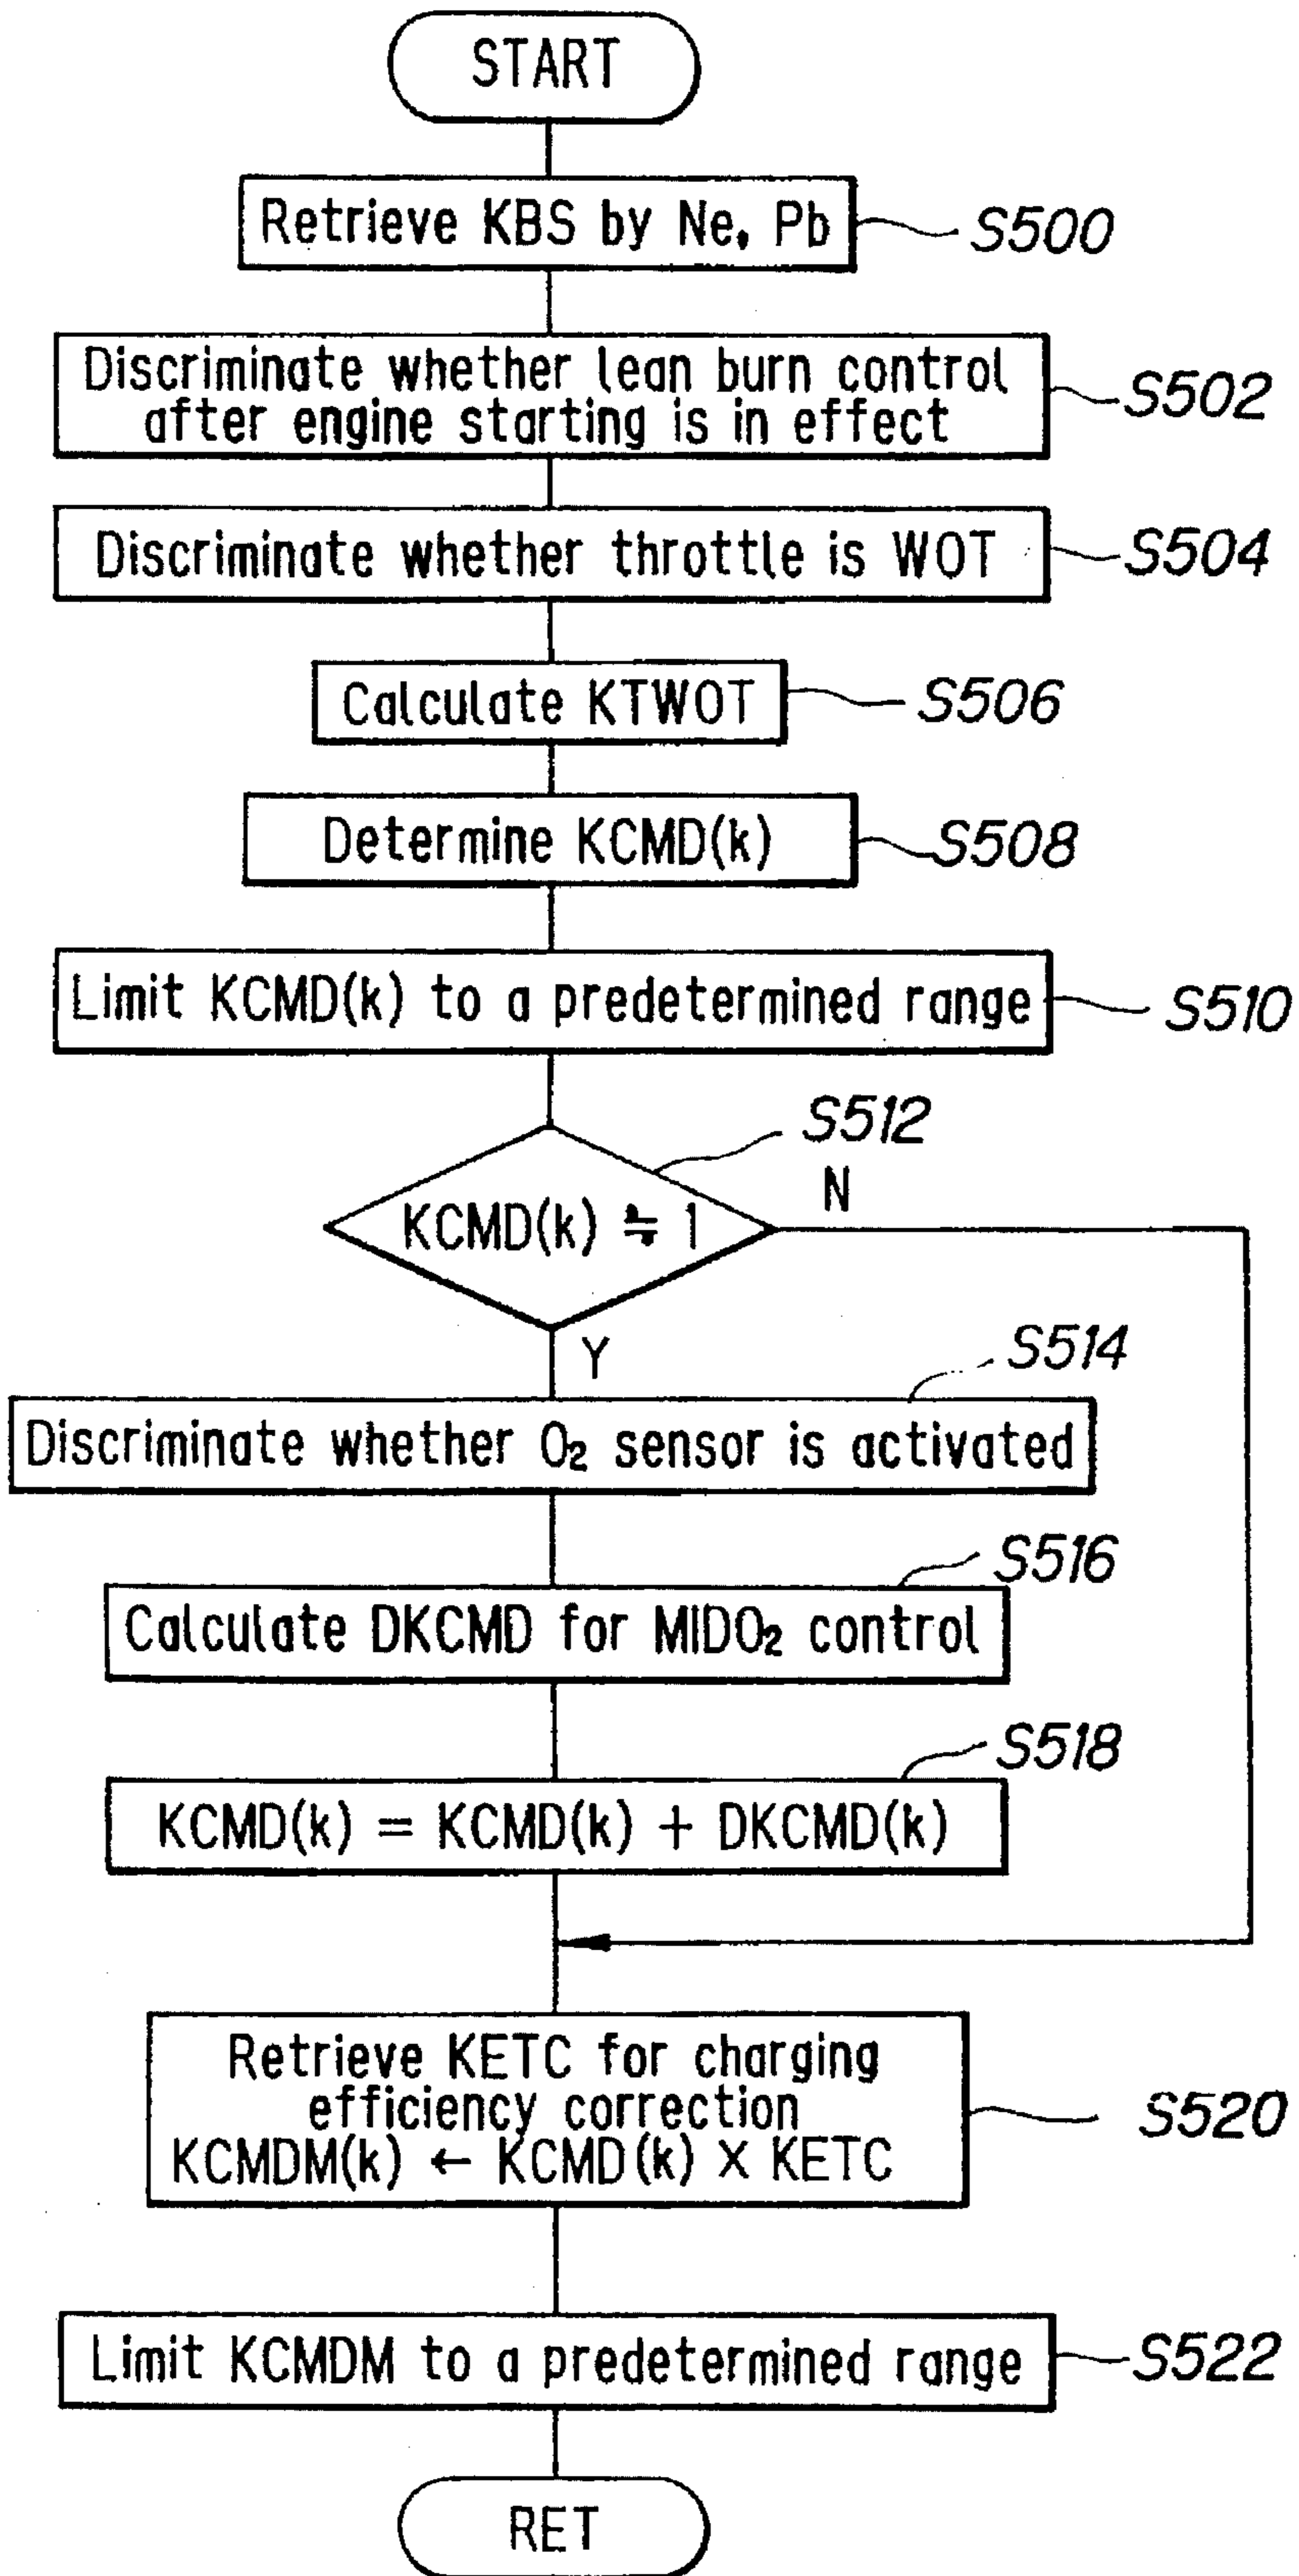 START
Retrieve KBS by Ne, Pb
S500
Discriminate whether lean burn control
after engine starting is in effect
S502
Discriminate whether throttle is WOT
S504
Calculate KTWOT
S506
Determine KCMD(k)
S508
Limit KCMD(k) to a predetermined range
S510
S512
KCMD(k) ≒ 1
N
Y
S514
Discriminate whether O₂ sensor is activated
S516
Calculate DKCMD for MIDO₂ control
S518
KCMD(k) = KCMD(k) + DKCMD(k)
Retrieve KETC for charging
efficiency correction
KCMDM(k) ← KCMD(k) × KETC
S520
Limit KCMDM to a predetermined range
S522
RET